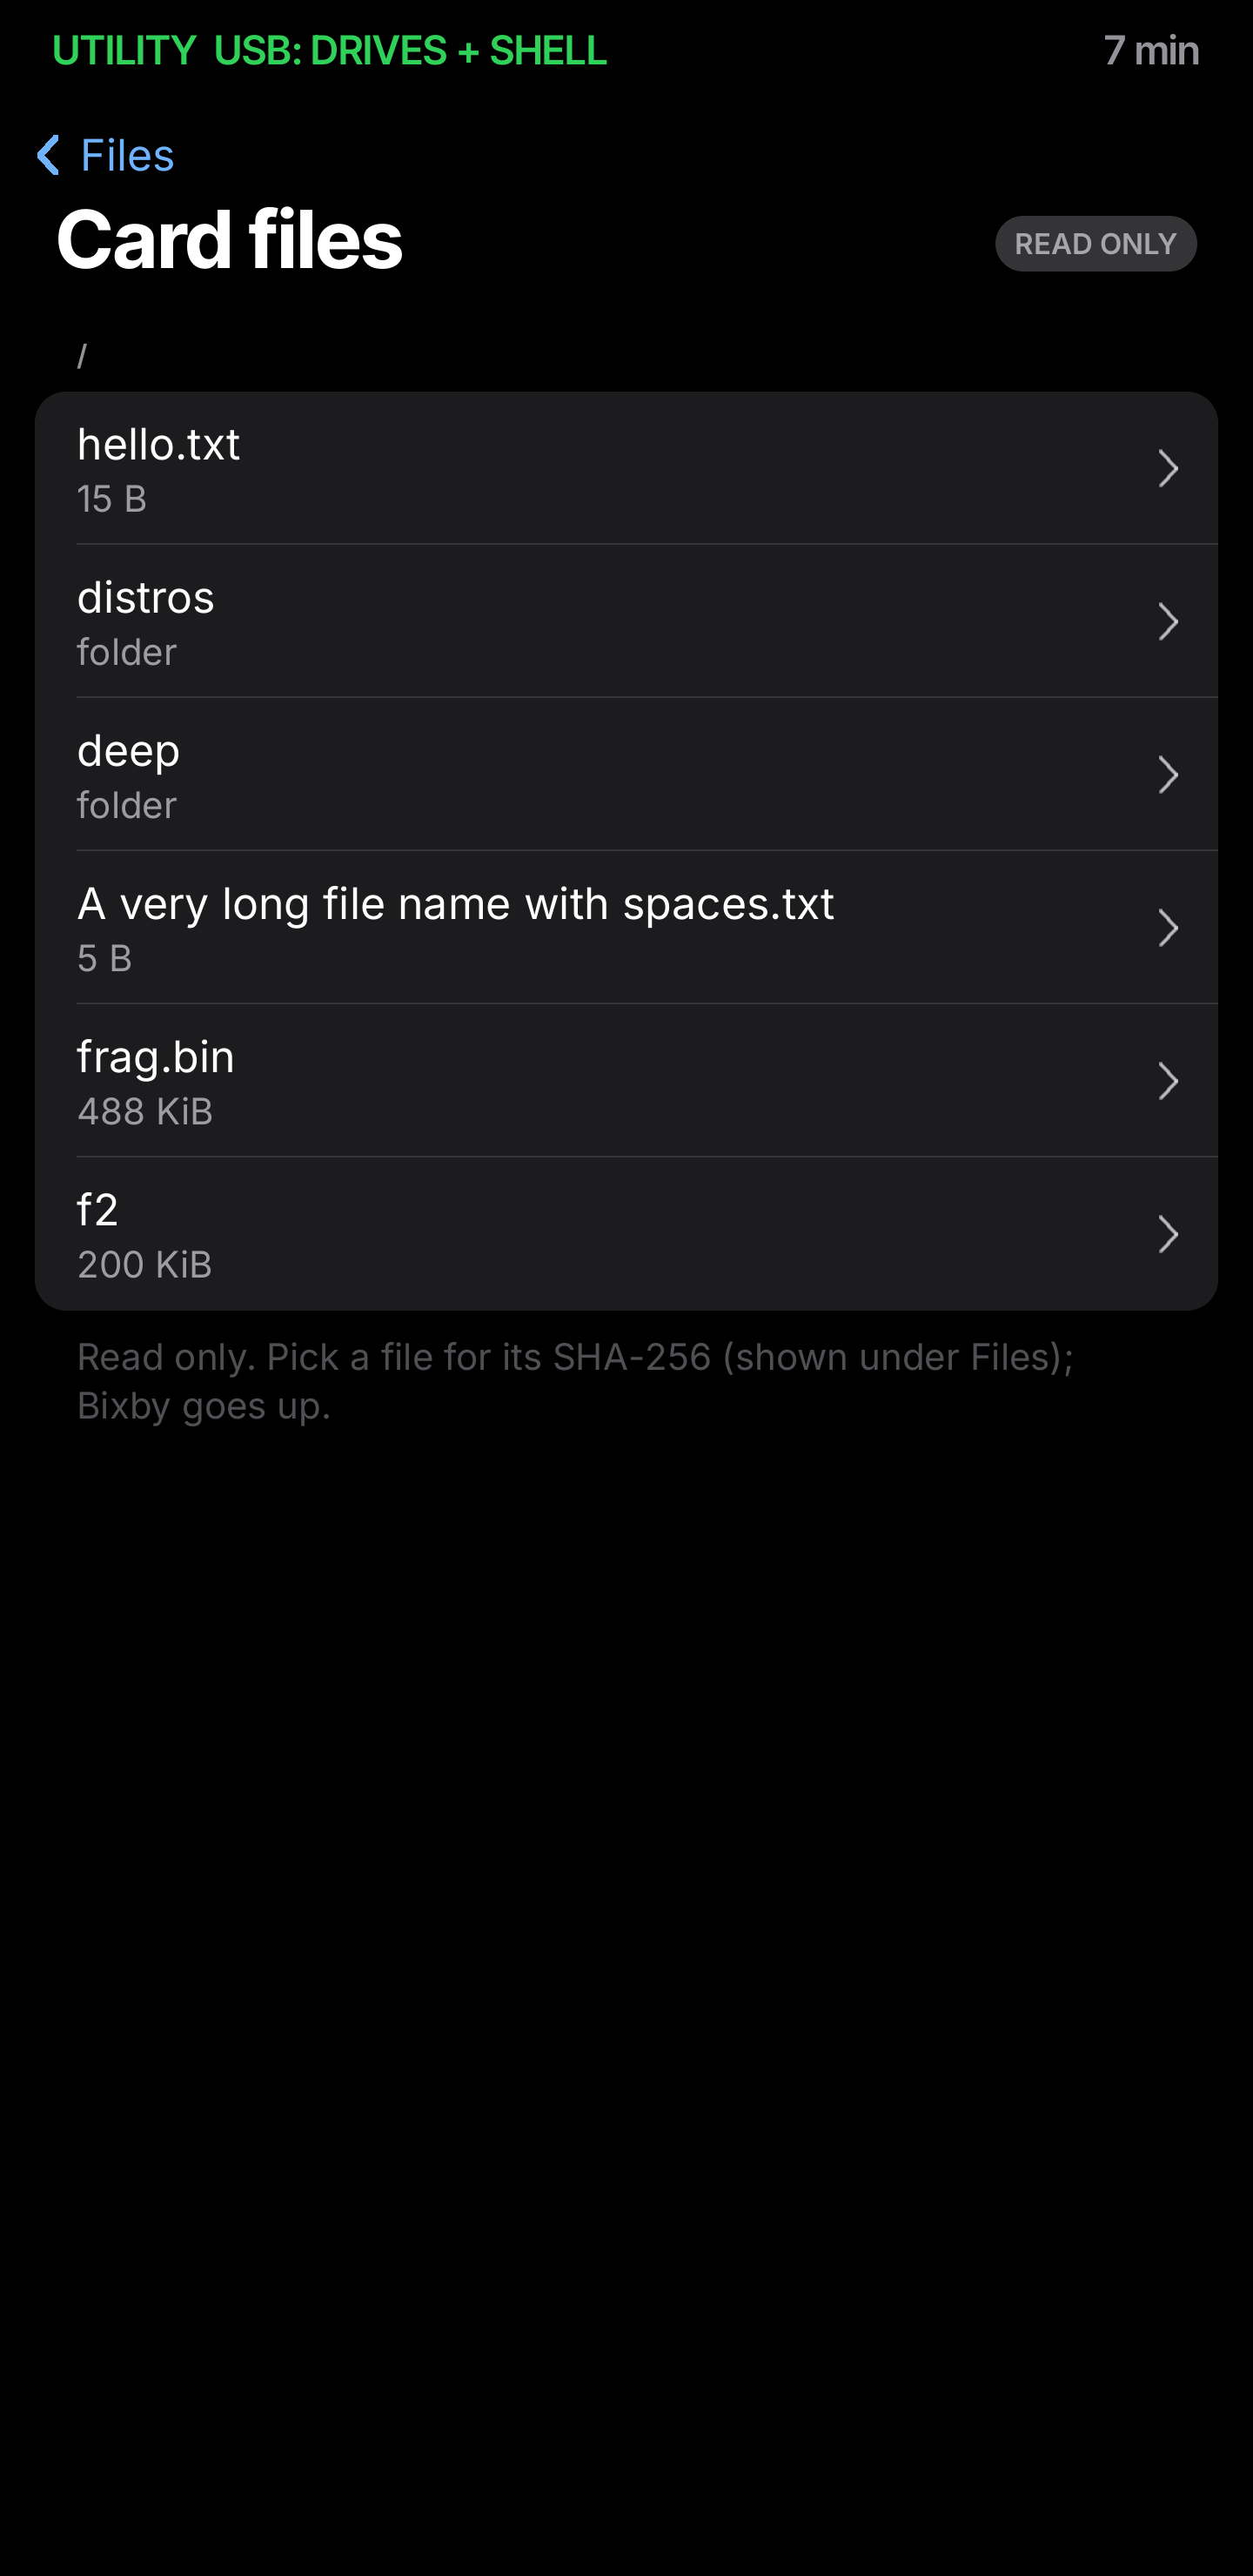 UTILITY USB: DRIVES + SHELL
7 min
Files
Card files
READ ONLY
/
hello.txt
15 B
distros
folder
deep
folder
A very long file name with spaces.txt
5 B
frag.bin
488 KiB
f2
200 KiB
Read only. Pick a file for its SHA-256 (shown under Files);
Bixby goes up.